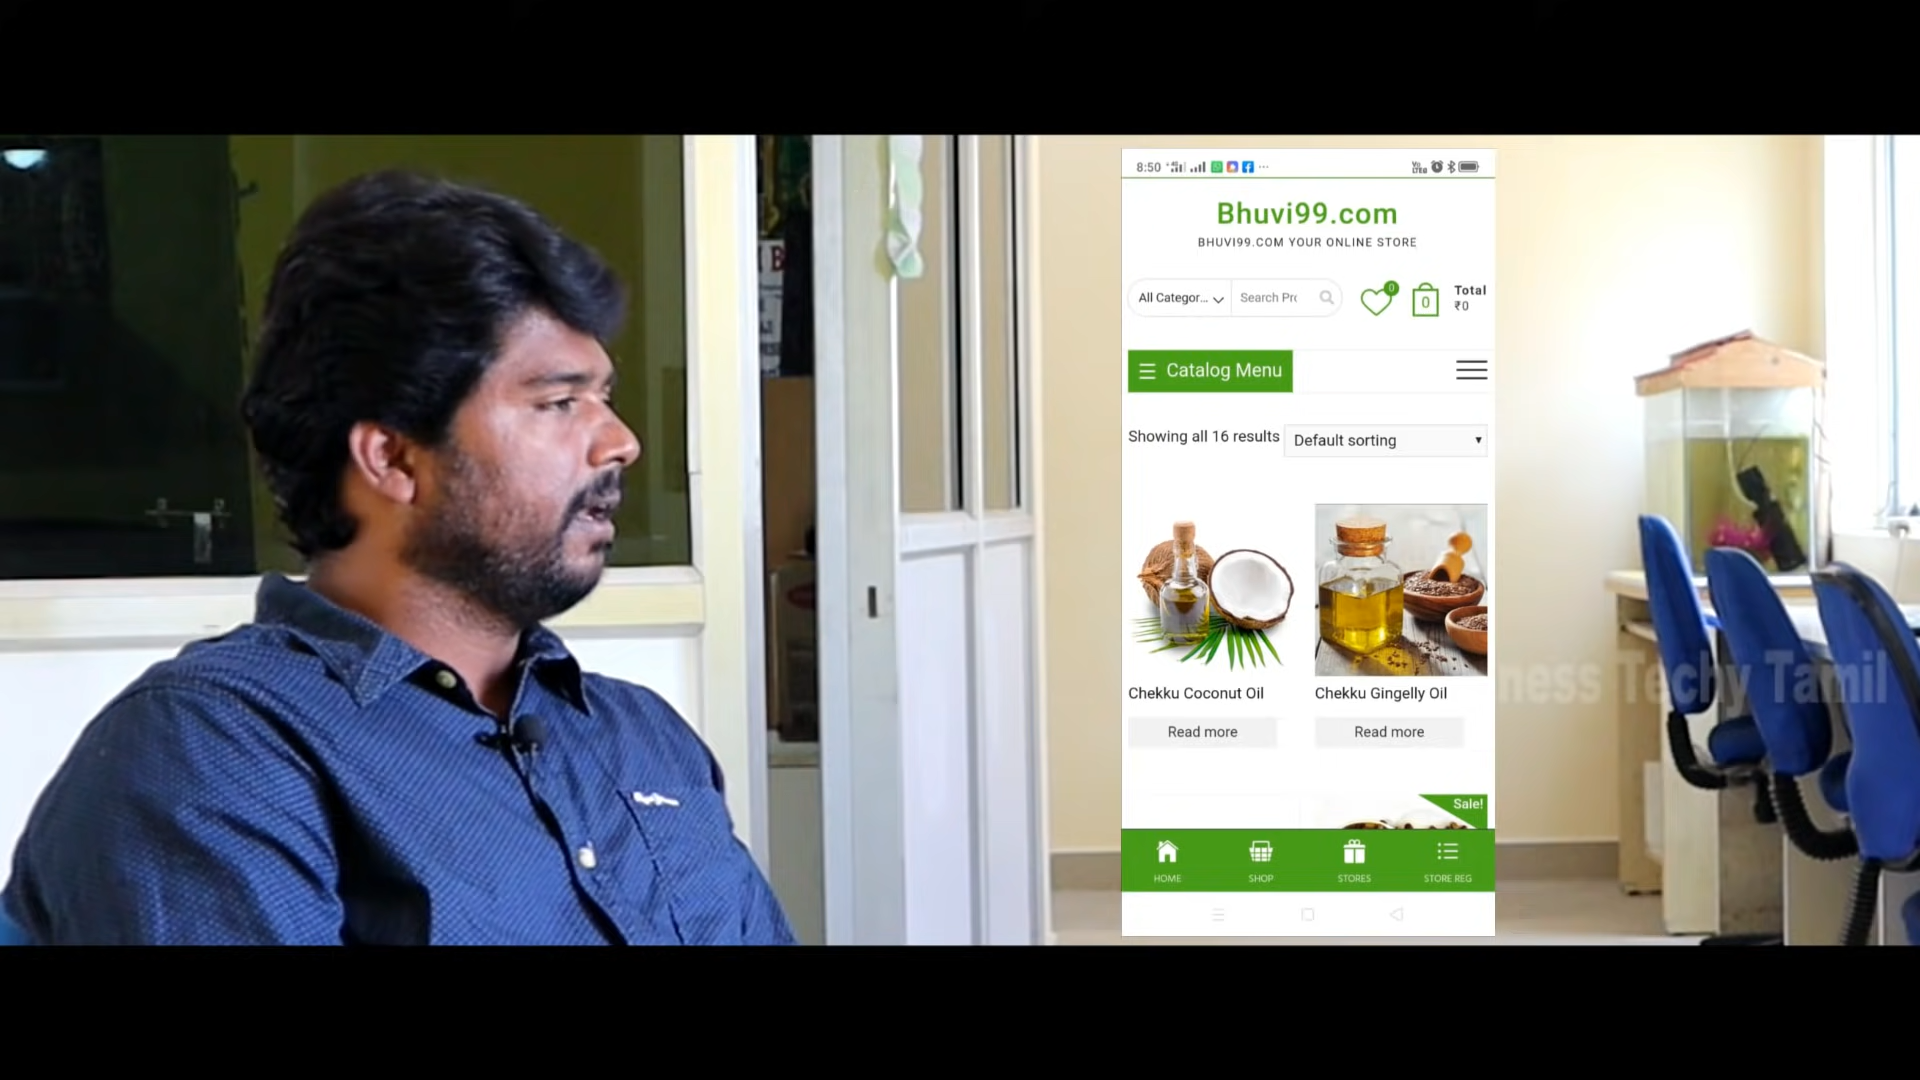 8:50
Bhuvi99.com
BHUVI99.COM YOUR ONLINE STORE
All Categor...
Search Pro
0
0
Total
₹0
Catalog Menu
Showing all 16 results
Default sorting
Chekku Coconut Oil
Chekku Gingelly Oil
Read more
Read more
ness Techy Tamil
Sale!
HOME
SHOP
STORES
STORE REG